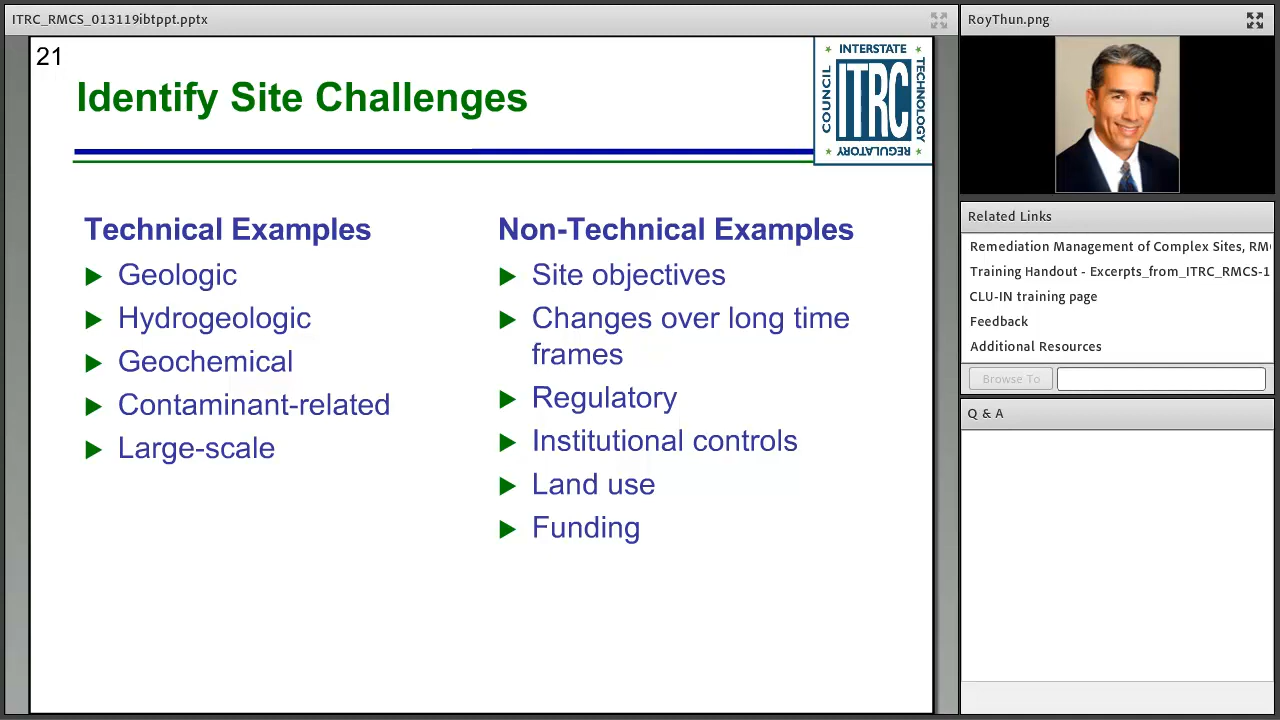 ITRC_RMCS_013119ibtppt.pptx
21
Identify Site Challenges
INTERSTATE
TECHNOLOGY
REGULATORY
COUNCIL
ITRC
Technical Examples
Geologic
Hydrogeologic
Geochemical
Contaminant-related
Large-scale
Non-Technical Examples
Site objectives
Changes over long time
frames
Regulatory
Institutional controls
Land use
Funding
RoyThun.png
Related Links
Remediation Management of Complex Sites, RM
Training Handout - Excerpts_from_ITRC_RMCS-1
CLU-IN training page
Feedback
Additional Resources
Browse To
Q & A